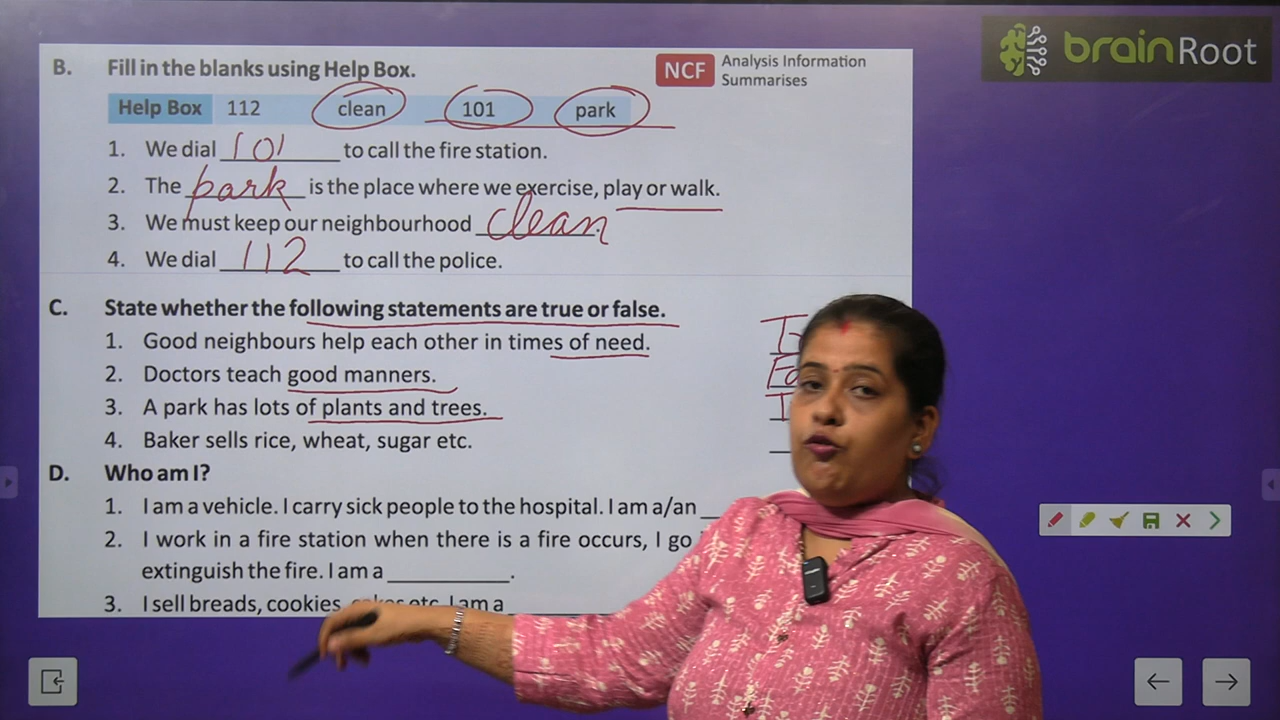 brainRoot
B. Fill in the blanks using Help Box.
NCF Analysis Information
Summarises
Help Box 112 clean 101 park
1. We dial 101 to call the fire station.
2. The park is the place where we exercise, play or walk.
3. We must keep our neighbourhood clean.
4. We dial 112 to call the police.
C. State whether the following statements are true or false.
1. Good neighbours help each other in times of need.
2. Doctors teach good manners.
3. A park has lots of plants and trees.
4. Baker sells rice, wheat, sugar etc.
D. Who am I?
1. I am a vehicle. I carry sick people to the hospital. I am a/an
2. I work in a fire station when there is a fire occurs, I go
extinguish the fire. I am a __________.
3. I sell breads, cookies, cakes etc. I am a